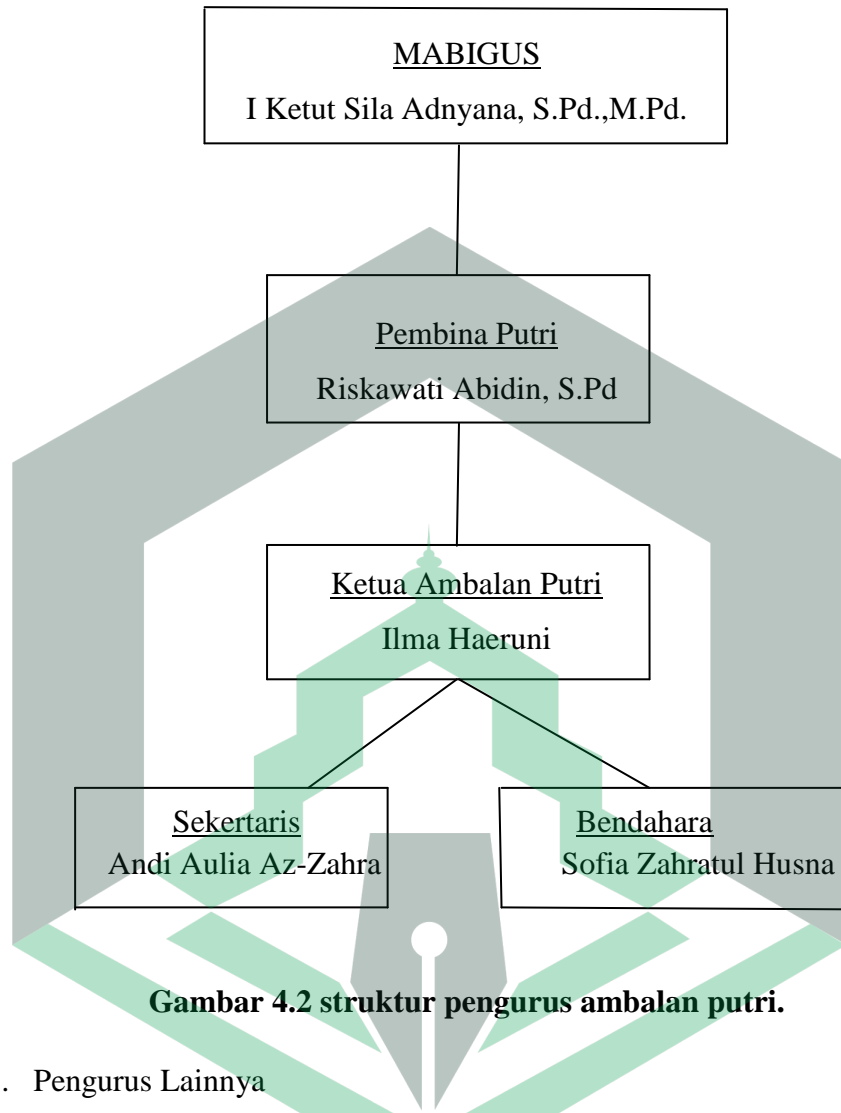 MABIGUS
I Ketut Sila Adnyana, S.Pd.,M.Pd.
Pembina Putri
Riskawati Abidin, S.Pd
Ketua Ambalan Putri
Ilma Haeruni
Sekertaris
Andi Aulia Az-Zahra
Bendahara
Sofia Zahratul Husna
Gambar 4.2 struktur pengurus ambalan putri.
. Pengurus Lainnya